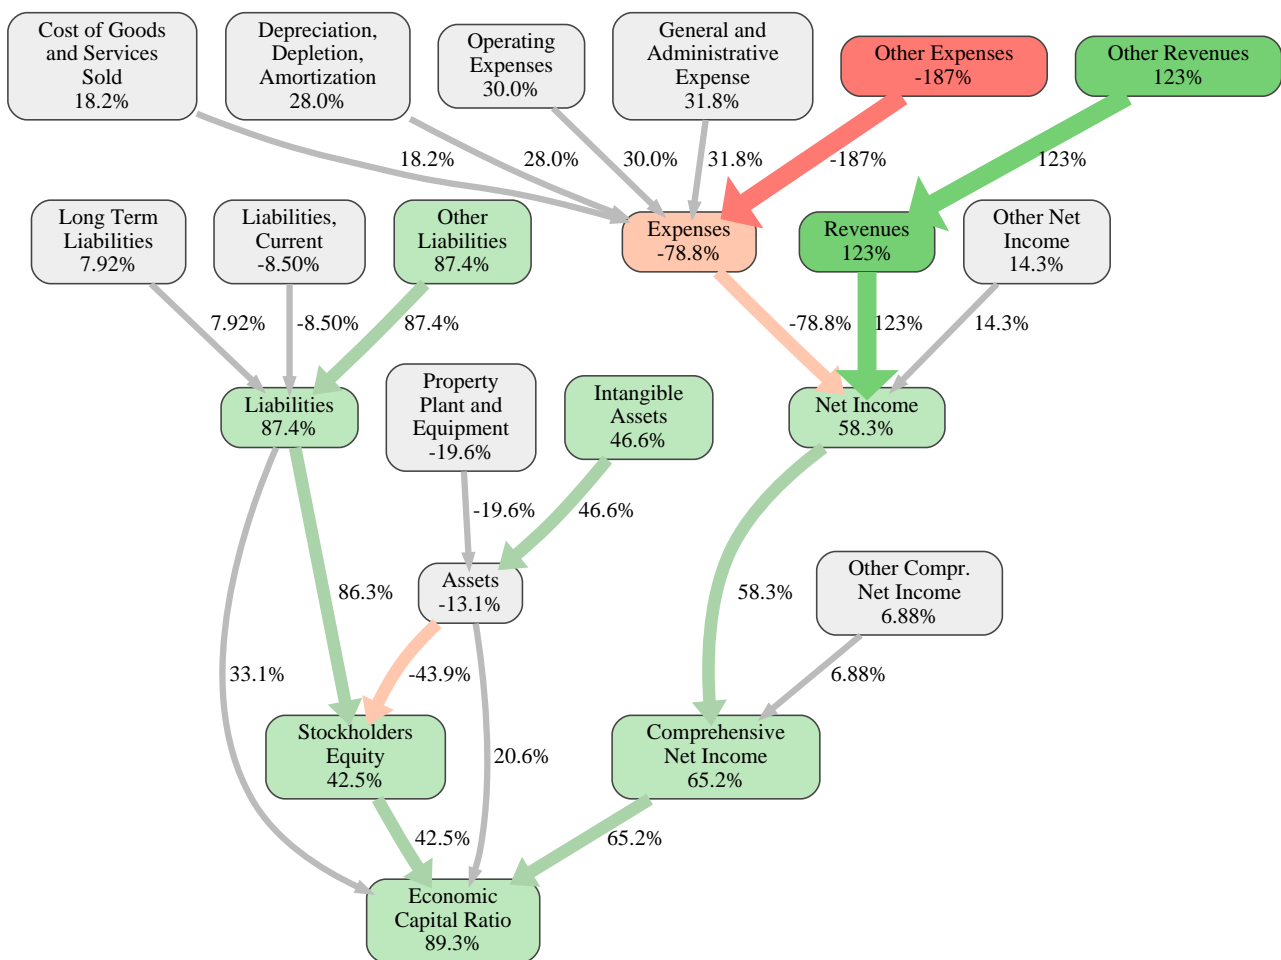 Cost of Goods
and Services
Sold
18.2%
Depreciation,
Depletion,
Amortization
28.0%
Operating
Expenses
30.0%
General and
Administrative
Expense
31.8%
Other Expenses
-187%
Other Revenues
123%
18.2%
28.0%
30.0%
31.8%
-187%
123%
Long Term
Liabilities
7.92%
Liabilities,
Current
-8.50%
Other
Liabilities
87.4%
Expenses
-78.8%
Revenues
123%
Other Net
Income
14.3%
7.92%
-8.50%
87.4%
-78.8%
123%
14.3%
Liabilities
87.4%
Property
Plant and
Equipment
-19.6%
Intangible
Assets
46.6%
Net Income
58.3%
-19.6%
46.6%
Assets
-13.1%
Other Compr.
Net Income
6.88%
86.3%
58.3%
33.1%
-43.9%
6.88%
Stockholders
Equity
42.5%
20.6%
Comprehensive
Net Income
65.2%
42.5%
65.2%
Economic
Capital Ratio
89.3%